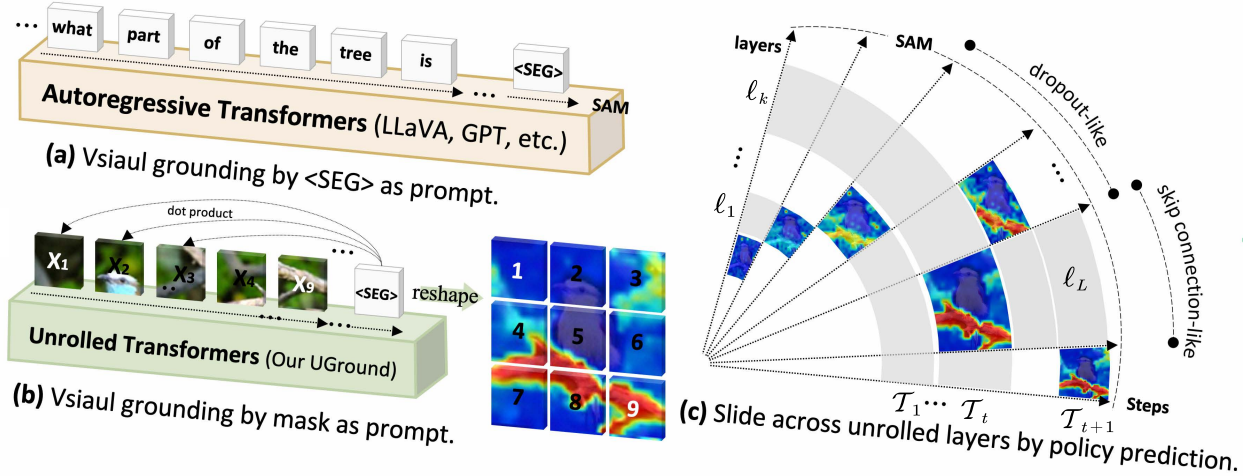 ... what part of the tree is ... <SEG>
SAM
Autoregressive Transformers (LLaVA, GPT, etc.)
(a) Vsiaul grounding by <SEG> as prompt.
dot product
X1 X2 X3 X4 X9 ... <SEG>
... ...
Unrolled Transformers (Our UGround)
(b) Vsiaul grounding by mask as prompt.
reshape
1 2 3
4 5 6
7 8 9
layers
SAM
dropout-like
skip connection-like
ℓk
...
ℓ1
...
ℓL
T1 ... Tt Tt+1
Steps
(c) Slide across unrolled layers by policy prediction.